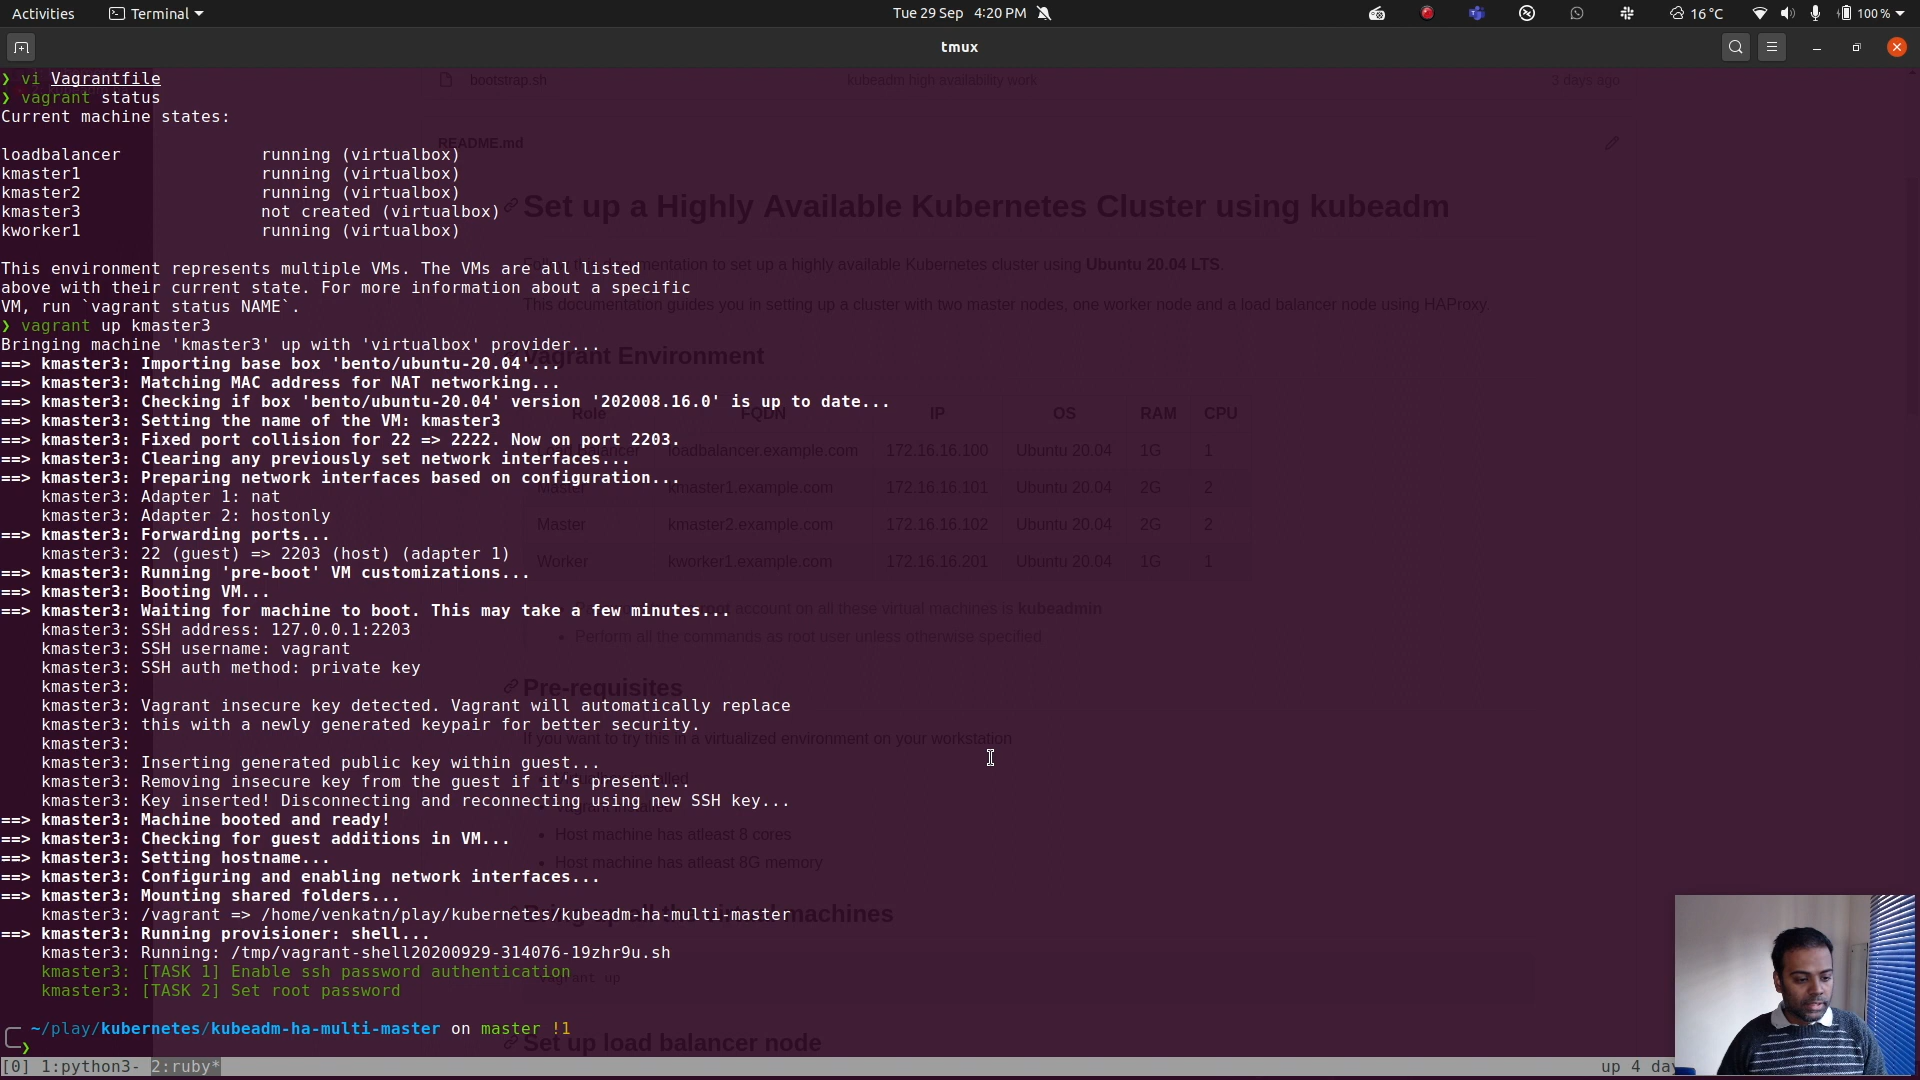 Activities Terminal Tue 29 Sep 4:20 PM 16 °C 100 %
tmux
❯ vi Vagrantfile
bootstrap.sh kubeadm high availability work 3 days ago
❯ vagrant status
Current machine states:
README.md
loadbalancer running (virtualbox)
kmaster1 running (virtualbox)
kmaster2 running (virtualbox)
kmaster3 not created (virtualbox)
kworker1 running (virtualbox)
Set up a Highly Available Kubernetes Cluster using kubeadm
This environment represents multiple VMs. The VMs are all listed
above with their current state. For more information about a specific
VM, run `vagrant status NAME`.
documentation to set up a highly available Kubernetes cluster using Ubuntu 20.04 LTS.
This documentation guides you in setting up a cluster with two master nodes, one worker node and a load balancer node using HAProxy.
❯ vagrant up kmaster3
Bringing machine 'kmaster3' up with 'virtualbox' provider...
Vagrant Environment
==> kmaster3: Importing base box 'bento/ubuntu-20.04'...
==> kmaster3: Matching MAC address for NAT networking...
==> kmaster3: Checking if box 'bento/ubuntu-20.04' version '202008.16.0' is up to date...
Role FQDN IP OS RAM CPU
==> kmaster3: Setting the name of the VM: kmaster3
==> kmaster3: Fixed port collision for 22 => 2222. Now on port 2203.
loadbalancer.example.com 172.16.16.100 Ubuntu 20.04 1G 1
==> kmaster3: Clearing any previously set network interfaces...
==> kmaster3: Preparing network interfaces based on configuration...
Master kmaster1.example.com 172.16.16.101 Ubuntu 20.04 2G 2
kmaster3: Adapter 1: nat
kmaster3: Adapter 2: hostonly
Master kmaster2.example.com 172.16.16.102 Ubuntu 20.04 2G 2
==> kmaster3: Forwarding ports...
kmaster3: 22 (guest) => 2203 (host) (adapter 1)
Worker kworker1.example.com 172.16.16.201 Ubuntu 20.04 1G 1
==> kmaster3: Running 'pre-boot' VM customizations...
==> kmaster3: Booting VM...
==> kmaster3: Waiting for machine to boot. This may take a few minutes...
account on all these virtual machines is kubeadmin
kmaster3: SSH address: 127.0.0.1:2203
Perform all the commands as root user unless otherwise specified
kmaster3: SSH username: vagrant
kmaster3: SSH auth method: private key
kmaster3:
Pre-requisites
kmaster3: Vagrant insecure key detected. Vagrant will automatically replace
kmaster3: this with a newly generated keypair for better security.
kmaster3:
If you want to try this in a virtualized environment on your workstation
kmaster3: Inserting generated public key within guest...
kmaster3: Removing insecure key from the guest if it's present...
kmaster3: Key inserted! Disconnecting and reconnecting using new SSH key...
==> kmaster3: Machine booted and ready!
Host machine has atleast 8 cores
==> kmaster3: Checking for guest additions in VM...
==> kmaster3: Setting hostname...
Host machine has atleast 8G memory
==> kmaster3: Configuring and enabling network interfaces...
==> kmaster3: Mounting shared folders...
kmaster3: /vagrant => /home/venkatn/play/kubernetes/kubeadm-ha-multi-master
machines
==> kmaster3: Running provisioner: shell...
kmaster3: Running: /tmp/vagrant-shell20200929-314076-19zhr9u.sh
kmaster3: [TASK 1] Enable ssh password authentication
vagrant up
kmaster3: [TASK 2] Set root password
~/play/kubernetes/kubeadm-ha-multi-master on master !1
❯
Set up load balancer node
[0] 1:python3- 2:ruby* up 4